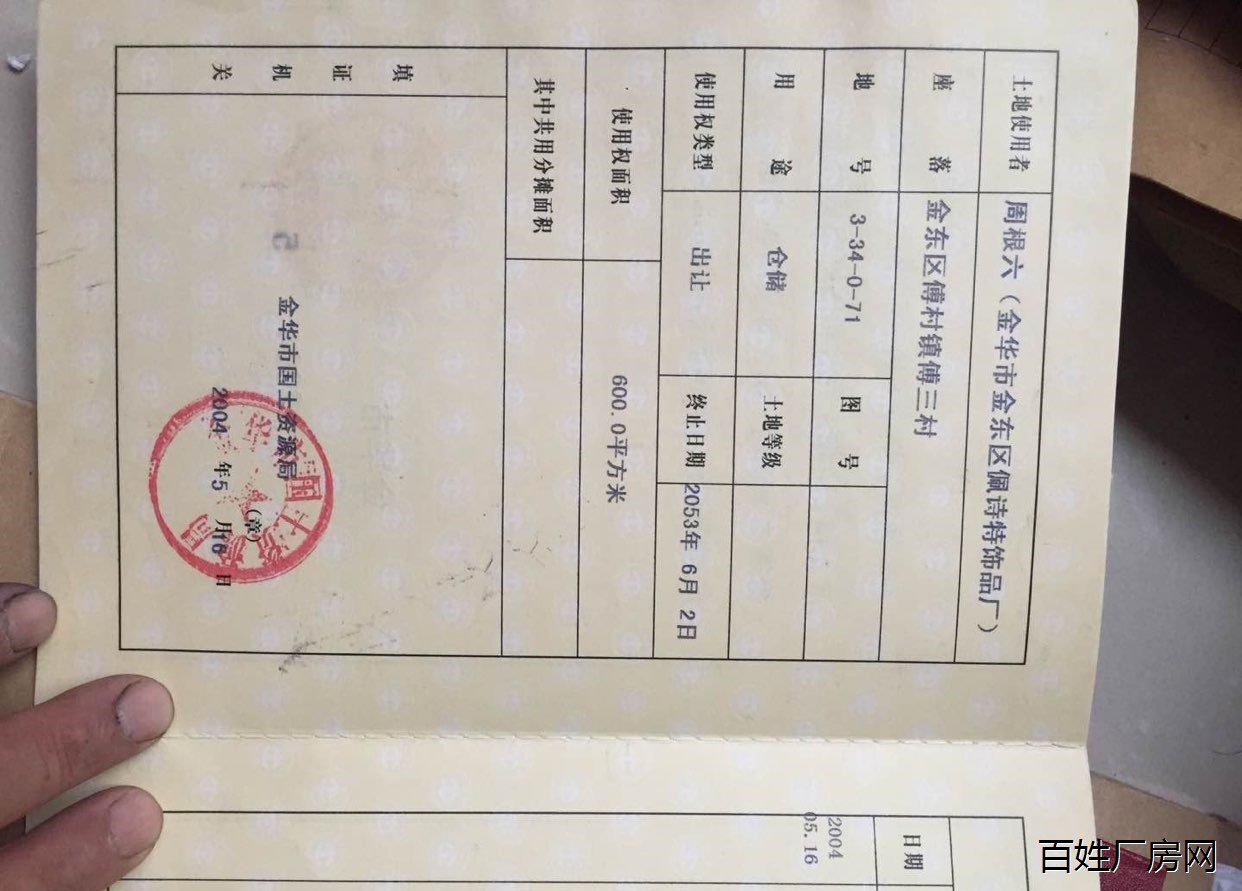 土地使用者 周根六（金华市金东区佩诗特饰品厂）
座落 金东区傅村镇傅三村
地号 3-34-0-71 图号
用途 仓储 土地等级
使用权类型 出让 终止日期 2053年 6月 2日
使用权面积 600.0平方米
其中共用分摊面积
填证机关
金华市国土资源局
（章）
2004 年5 月16 日
日期
2004
05.16
百姓厂房网